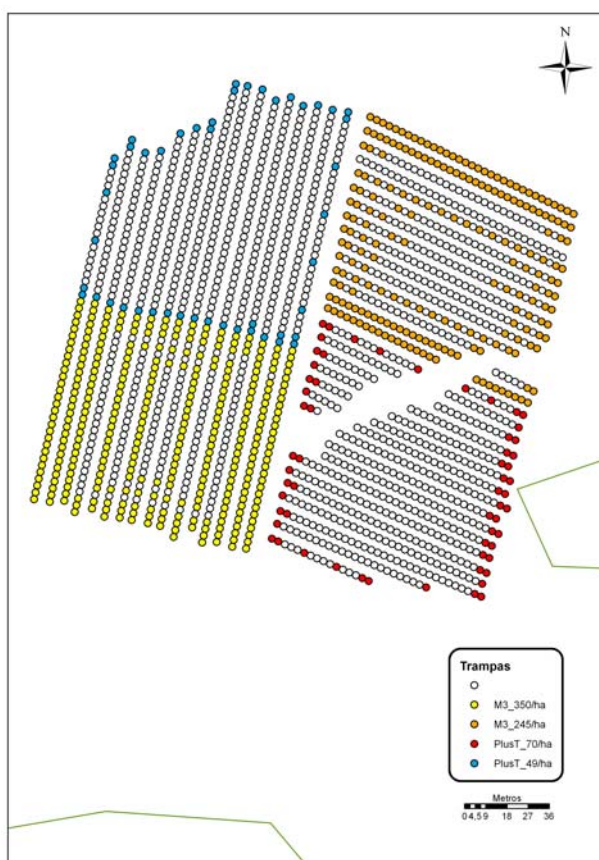 N
Trampas
M3_350/ha
M3_245/ha
PlusT_70/ha
PlusT_49/ha
Metros
0 4,5 9 18 27 36